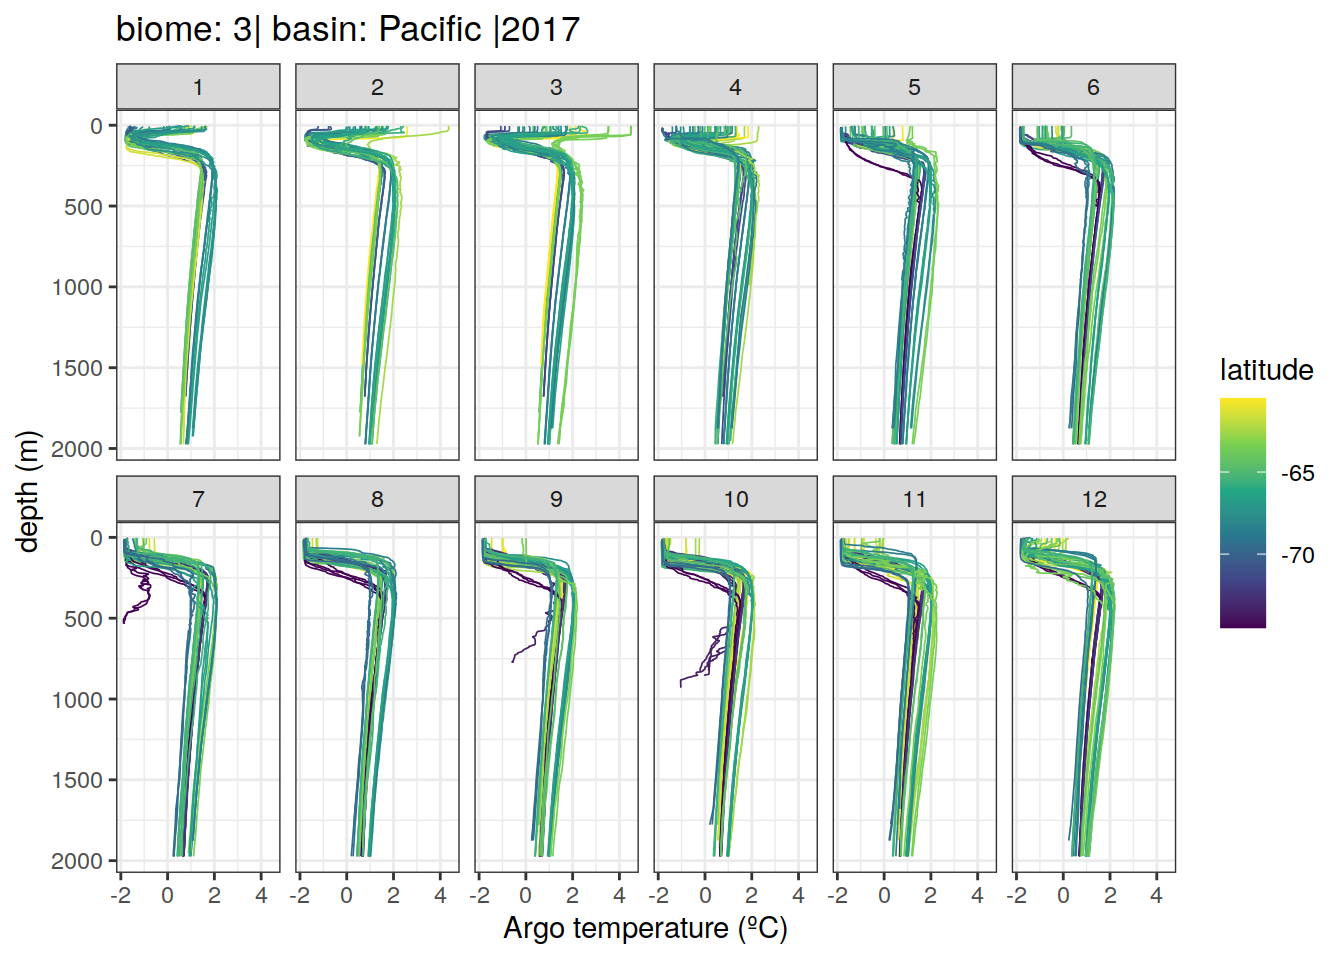 biome: 3| basin: Pacific |2017
1 2 3 4 5 6
0
500
1000
1500
2000
7 8 9 10 11 12
0
500
1000
1500
2000
-2 0 2 4 -2 0 2 4 -2 0 2 4 -2 0 2 4 -2 0 2 4 -2 0 2 4
Argo temperature (ºC)
depth (m)
latitude
-65
-70